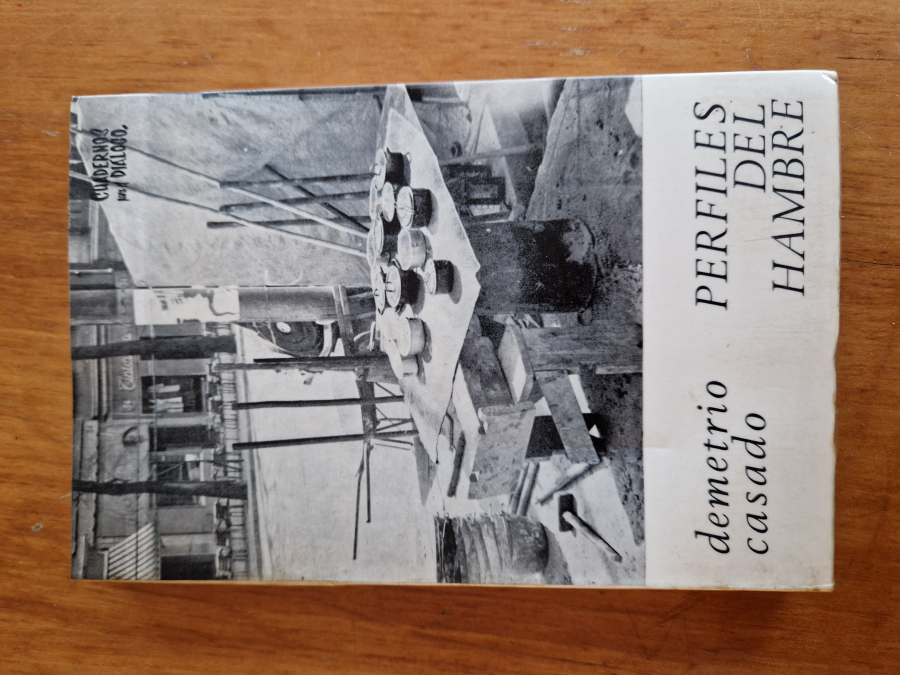 CUADERNOS
para el DIALOGO.
demetrio
casado
PERFILES
DEL
HAMBRE